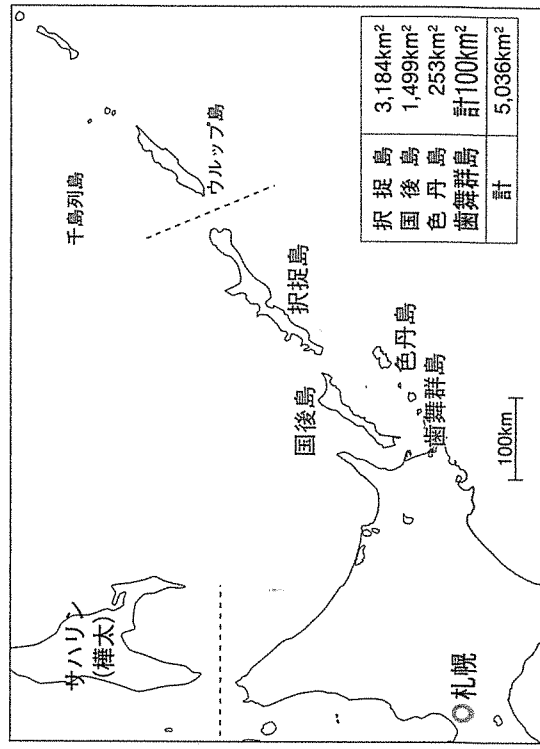 サハリン
(樺太)
千島列島
ウルップ島
択捉島
国後島
色丹島
歯舞群島
札幌
100km
択捉島 3,184km²
国後島 1,499km²
色丹島 253km²
歯舞群島 計100km²
計 5,036km²